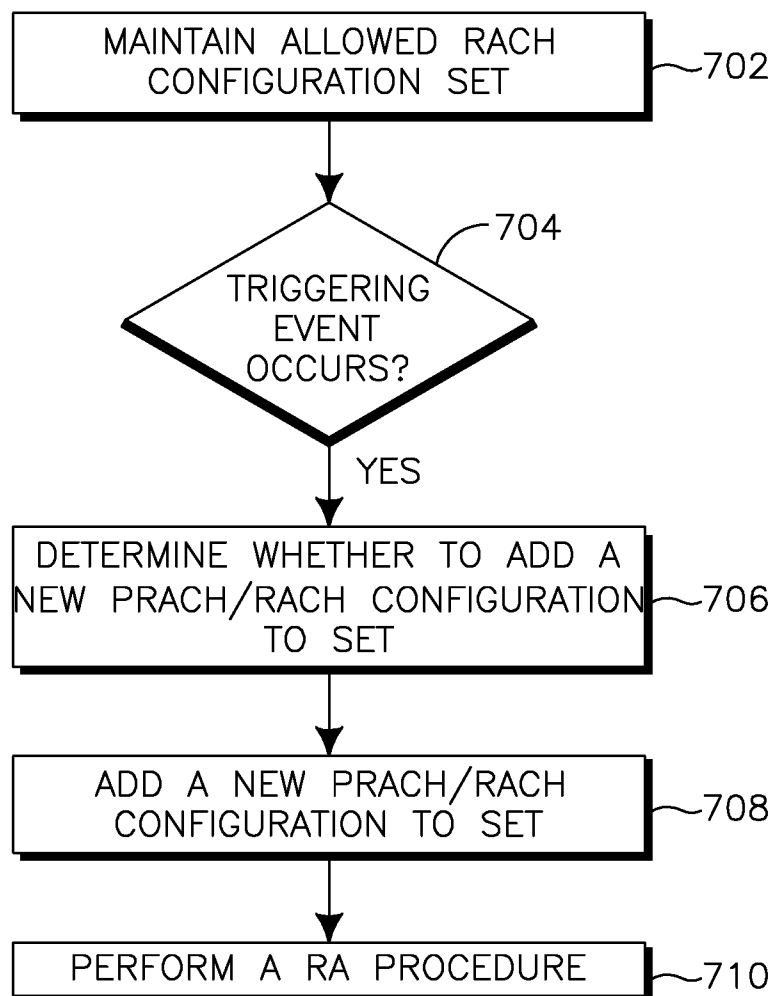 MAINTAIN ALLOWED RACH
CONFIGURATION SET
702
704
TRIGGERING
EVENT
OCCURS?
YES
DETERMINE WHETHER TO ADD A
NEW PRACH/RACH CONFIGURATION
TO SET
706
ADD A NEW PRACH/RACH
CONFIGURATION TO SET
708
PERFORM A RA PROCEDURE
710